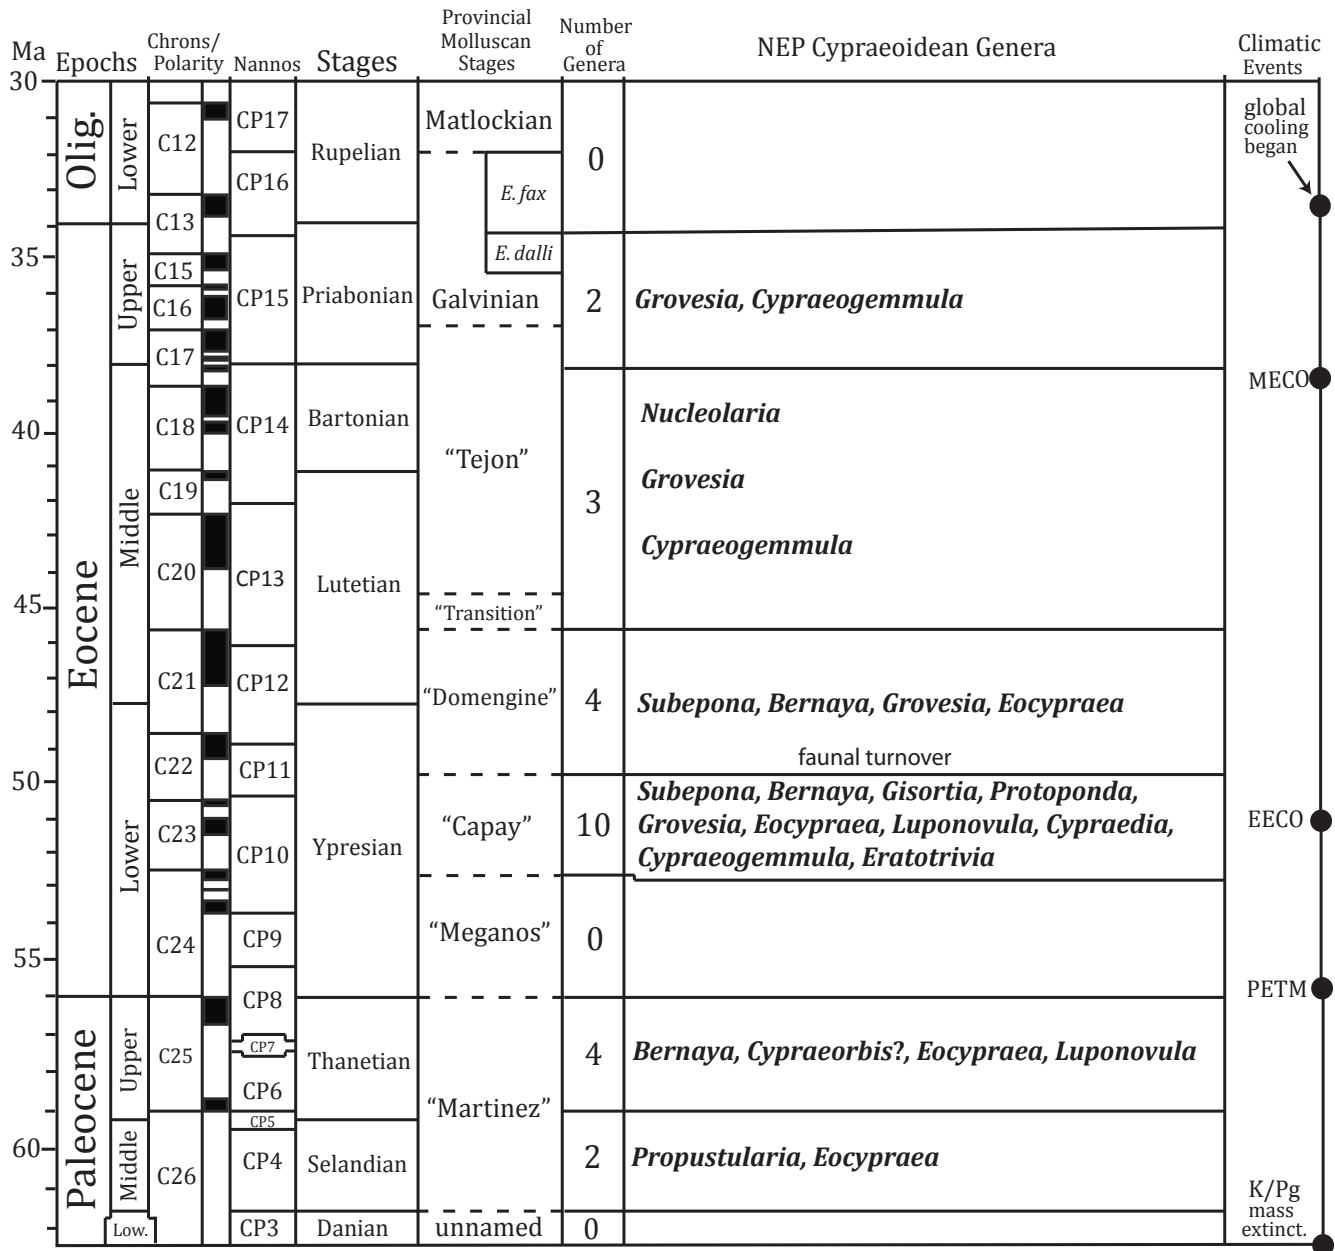 Ma
Epochs
Chrons/
Polarity
Nannos
Stages
Provincial
Molluscan
Stages
Number
of
Genera
NEP Cypraeoidean Genera
Climatic
Events
30
35
40
45
50
55
60
Olig.
Eocene
Paleocene
Lower
Upper
Middle
Lower
Upper
Middle
Low.
C12
C13
C15
C16
C17
C18
C19
C20
C21
C22
C23
C24
C25
C26
CP17
CP16
CP15
CP14
CP13
CP12
CP11
CP10
CP9
CP8
CP7
CP6
CP5
CP4
CP3
Rupelian
Priabonian
Bartonian
Lutetian
Ypresian
Thanetian
Selandian
Danian
Matlockian
E. fax
E. dalli
Galvinian
“Tejon”
“Transition”
“Domengine”
“Capay”
“Meganos”
“Martinez”
unnamed
0
2
3
4
10
0
4
2
0
Grovesia, Cypraeogemmula
Nucleolaria
Grovesia
Cypraeogemmula
Subepona, Bernaya, Grovesia, Eocypraea
faunal turnover
Subepona, Bernaya, Gisortia, Protoponda,
Grovesia, Eocypraea, Luponovula, Cypraedia,
Cypraeogemmula, Eratotrivia
Bernaya, Cypraeorbis?, Eocypraea, Luponovula
Propustularia, Eocypraea
global
cooling
began
MECO
EECO
PETM
K/Pg
mass
extinct.